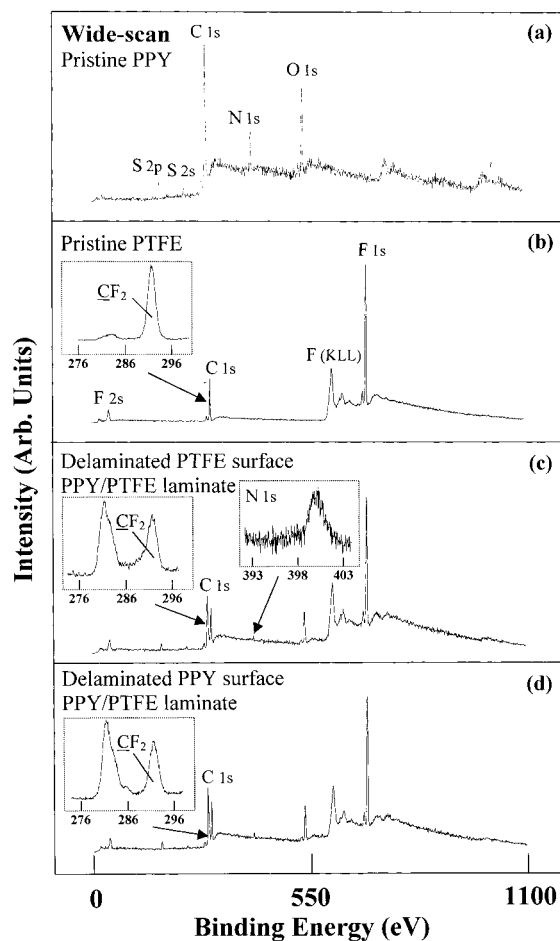 Wide-scan
Pristine PPY
C 1s
(a)
O 1s
N 1s
S 2p
S 2s
Pristine PTFE
(b)
F 1s
CF2
276 286 296
F (KLL)
C 1s
F 2s
Delaminated PTFE surface
PPY/PTFE laminate
(c)
CF2
276 286 296
N 1s
393 398 403
C 1s
Delaminated PPY surface
PPY/PTFE laminate
(d)
CF2
276 286 296
C 1s
Intensity (Arb. Units)
0 550 1100
Binding Energy (eV)